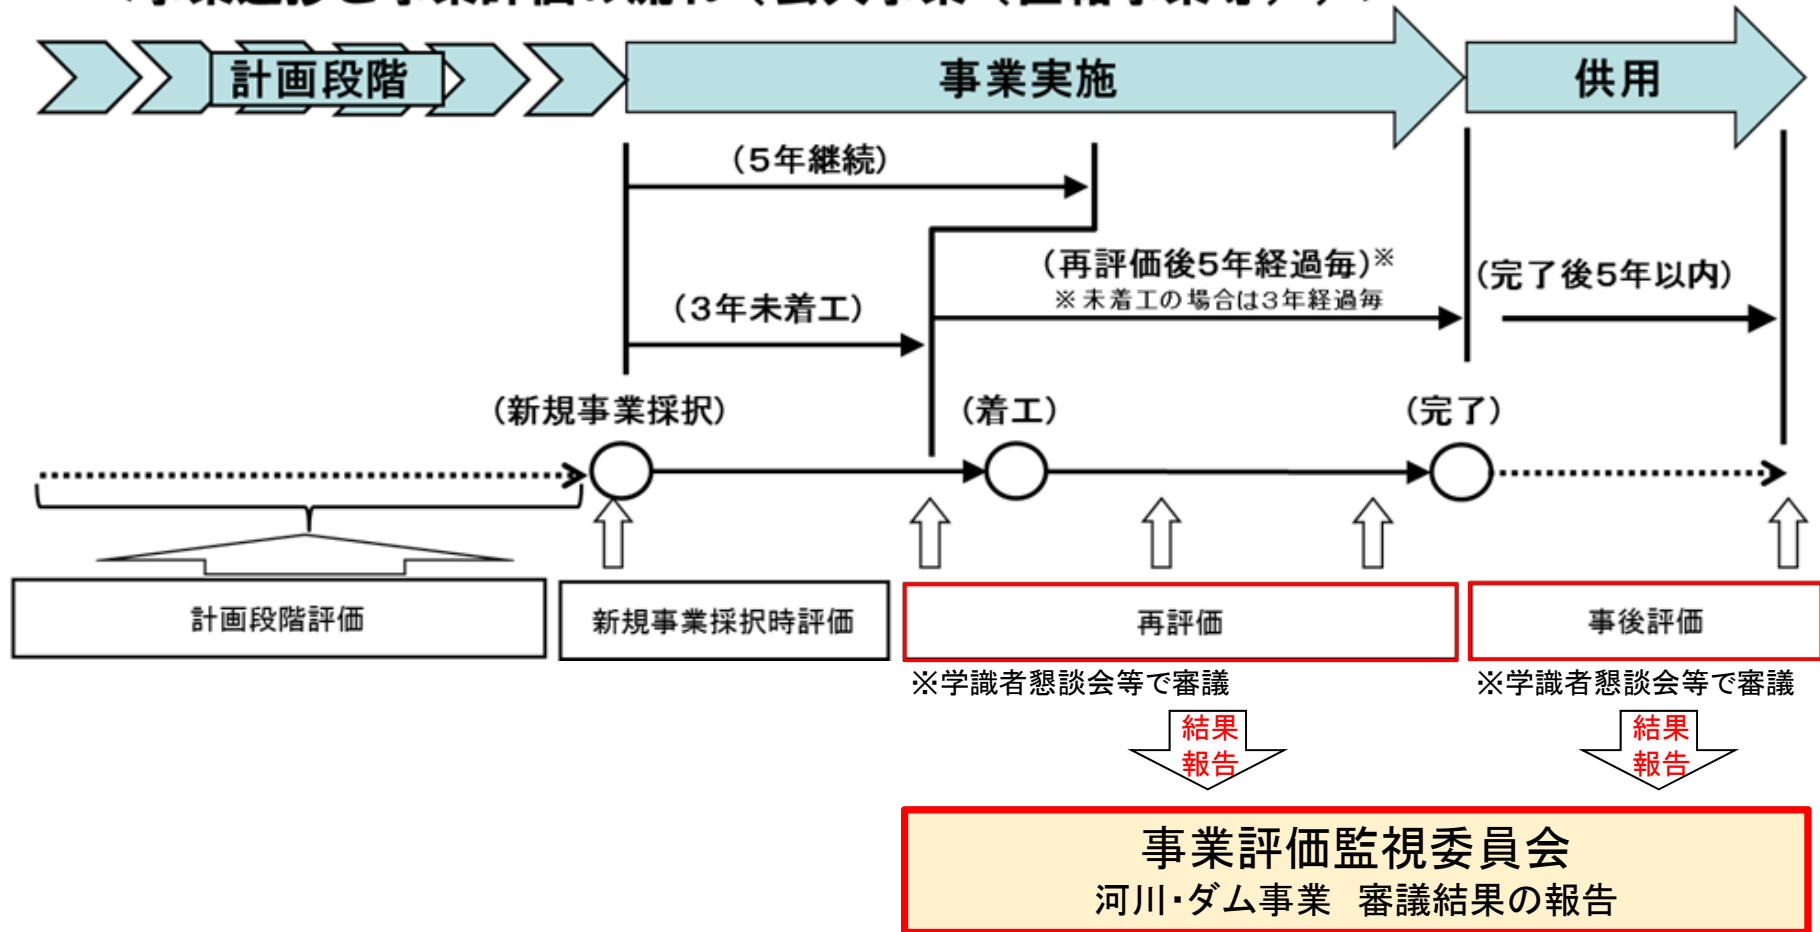 計画段階
事業実施
供用
(5年継続)
(再評価後5年経過毎)※
※未着工の場合は3年経過毎
(完了後5年以内)
(3年未着工)
(新規事業採択)
(着工)
(完了)
計画段階評価
新規事業採択時評価
再評価
事後評価
※学識者懇談会等で審議
※学識者懇談会等で審議
結果
報告
結果
報告
事業評価監視委員会
河川・ダム事業 審議結果の報告